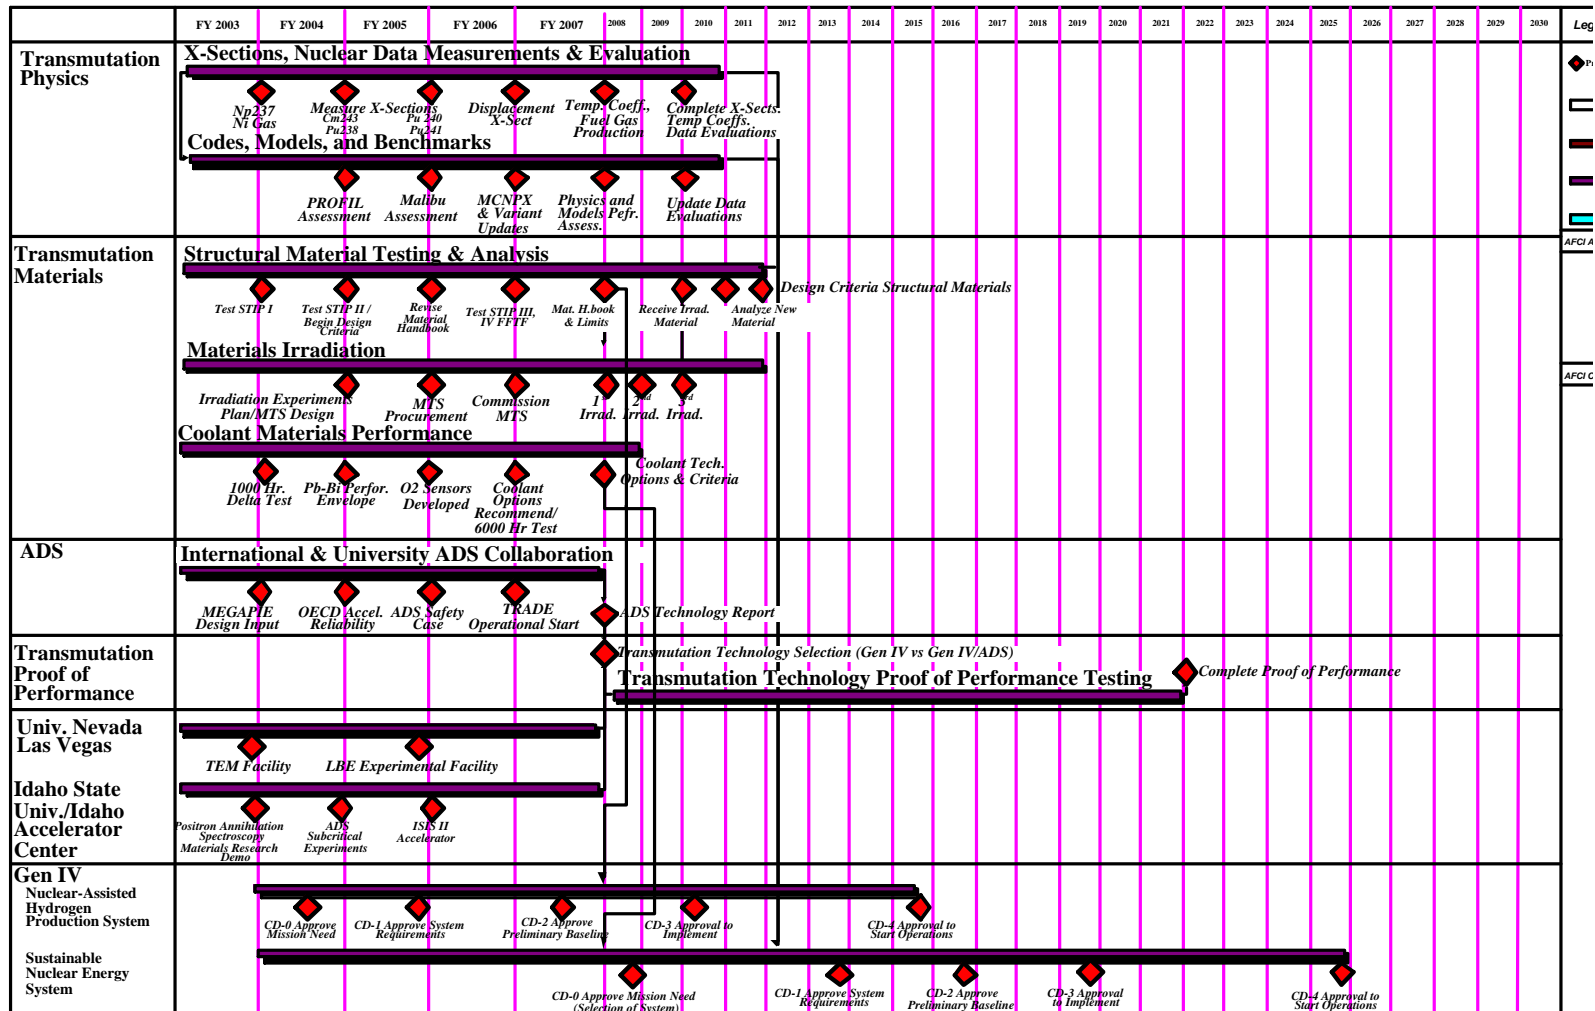 FY 2003 FY 2004 FY 2005 FY 2006 FY 2007 2008 2009 2010 2011 2012 2013 2014 2015 2016 2017 2018 2019 2020 2021 2022 2023 2024 2025 2026 2027 2028 2029 2030 Leg
Transmutation
Physics
X-Sections, Nuclear Data Measurements & Evaluation
Np237
Ni Gas
Measure X-Sections
Cm243
Pu238
Pu 240
Pu241
Displacement
X-Sect
Temp. Coeff.,
Fuel Gas
Production
Complete X-Sects.
Temp Coeffs.
Data Evaluations
Codes, Models, and Benchmarks
PROFIL
Assessment
Malibu
Assessment
MCNPX
& Variant
Updates
Physics and
Models Pefr.
Assess.
Update Data
Evaluations
AFCI A
Transmutation
Materials
Structural Material Testing & Analysis
Test STIP I
Test STIP II /
Begin Design
Criteria
Revise
Material
Handbook
Test STIP III,
IV FFTF
Mat. H.book
& Limits
Receive Irrad.
Material
Analyze New
Material
Design Criteria Structural Materials
Materials Irradiation
Irradiation Experiments
Plan/MTS Design
MTS
Procurement
Commission
MTS
1st
Irrad.
2nd
Irrad.
3rd
Irrad.
AFCI C
Coolant Materials Performance
1000 Hr.
Delta Test
Pb-Bi Perfor.
Envelope
O2 Sensors
Developed
Coolant
Options
Recommend/
6000 Hr Test
Coolant Tech.
Options & Criteria
ADS
International & University ADS Collaboration
MEGAPIE
Design Input
OECD Accel.
Reliability
ADS Safety
Case
TRADE
Operational Start
ADS Technology Report
Transmutation
Proof of
Performance
Transmutation Technology Selection (Gen IV vs Gen IV/ADS)
Transmutation Technology Proof of Performance Testing
Complete Proof of Performance
Univ. Nevada
Las Vegas
TEM Facility
LBE Experimental Facility
Idaho State
Univ./Idaho
Accelerator
Center
Positron Annihilation
Spectroscopy
Materials Research
Demo
ADS
Subcritical
Experiments
ISIS II
Accelerator
Gen IV
Nuclear-Assisted
Hydrogen
Production System
CD-0 Approve
Mission Need
CD-1 Approve System
Requirements
CD-2 Approve
Preliminary Baseline
CD-3 Approval to
Implement
CD-4 Approval to
Start Operations
Sustainable
Nuclear Energy
System
CD-0 Approve Mission Need
(Selection of System)
CD-1 Approve System
Requirements
CD-2 Approve
Preliminary Baseline
CD-3 Approval
to Implement
CD-4 Approval to
Start Operations